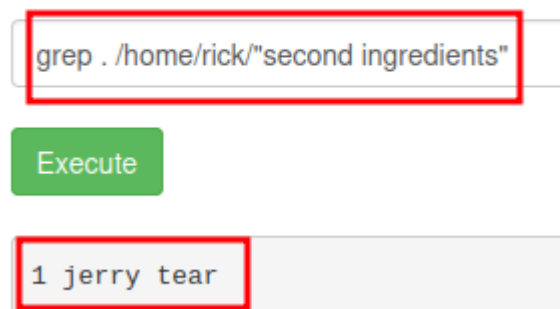 grep . /home/rick/"second ingredients"
Execute
1 jerry tear